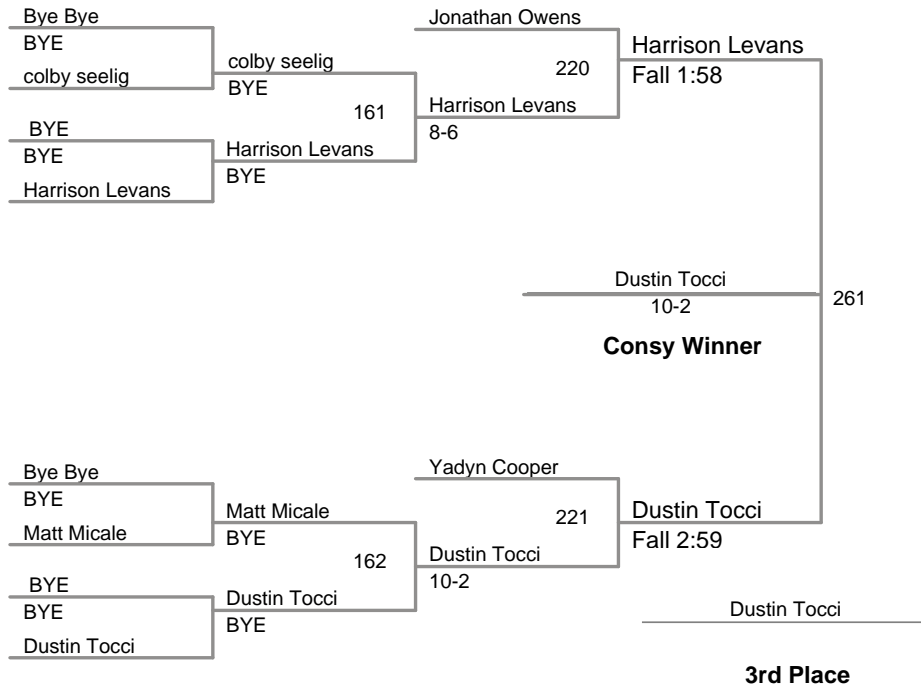 Bye Bye
BYE
colby seelig
colby seelig
BYE
BYE
BYE
Harrison Levans
Harrison Levans
BYE
161
Jonathan Owens
Harrison Levans
8-6
220
Harrison Levans
Fall 1:58
Dustin Tocci
10-2
Consy Winner
261
Bye Bye
BYE
Matt Micale
Matt Micale
BYE
BYE
BYE
Dustin Tocci
Dustin Tocci
BYE
162
Yadyn Cooper
Dustin Tocci
10-2
221
Dustin Tocci
Fall 2:59
Dustin Tocci
3rd Place